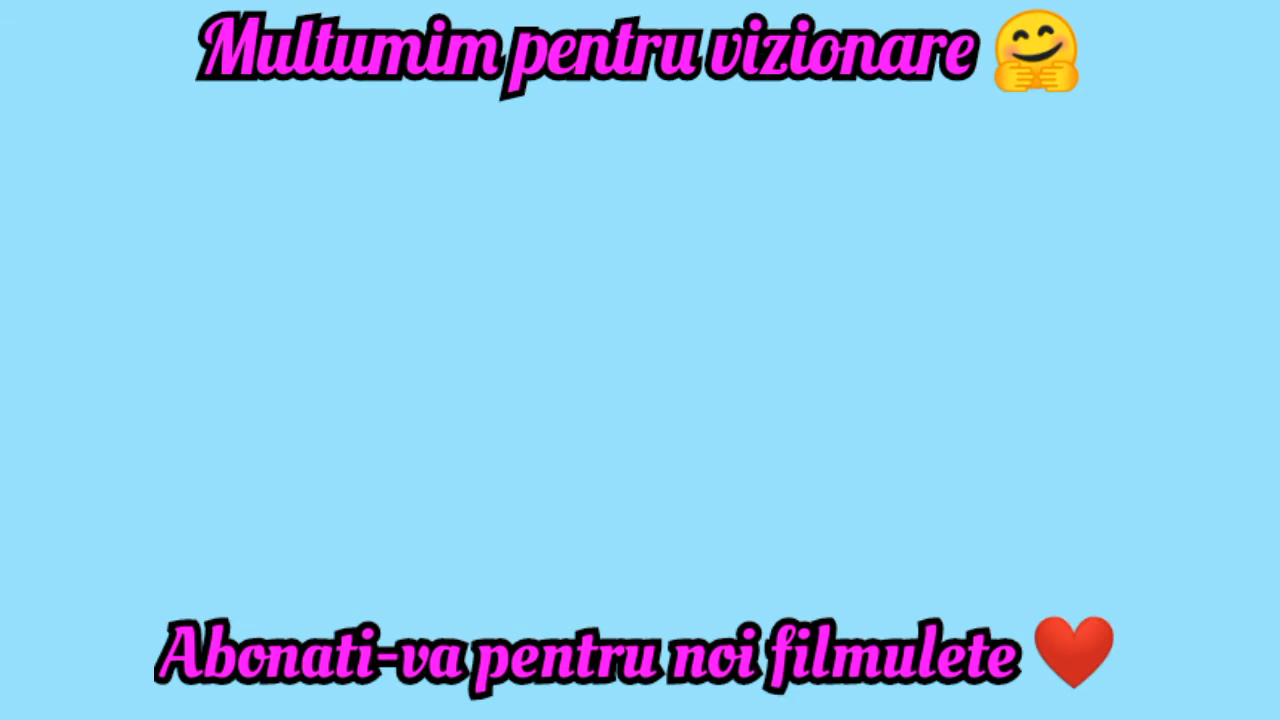 Multumim pentru vizionare 🤗
Abonati-va pentru noi filmulete ❤️